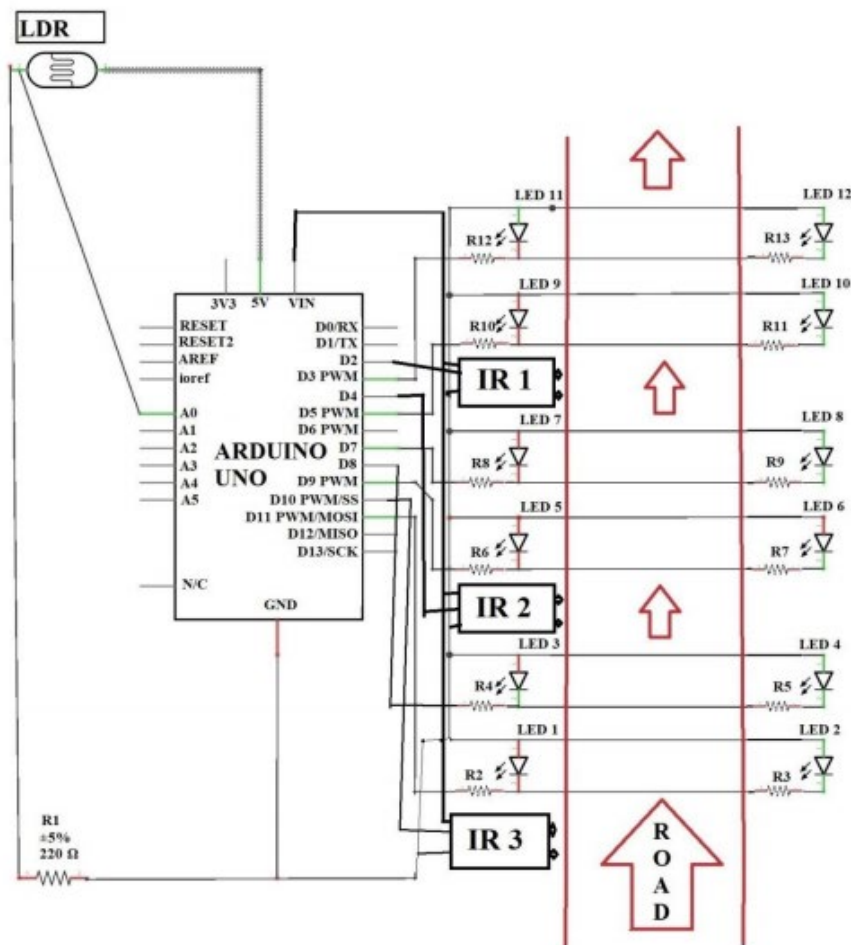 LDR
LED 11
LED 12
R12
R13
LED 9
LED 10
R10
R11
3V3
5V
VIN
RESET
RESET2
AREF
ioref
A0
A1
A2
A3
A4
A5
N/C
ARDUINO
UNO
D0/RX
D1/TX
D2
D3 PWM
D4
D5 PWM
D6 PWM
D7
D8
D9 PWM
D10 PWM/SS
D11 PWM/MOSI
D12/MISO
D13/SCK
GND
IR 1
LED 7
LED 8
R8
R9
LED 5
LED 6
R6
R7
IR 2
LED 3
LED 4
R4
R5
LED 1
LED 2
R2
R3
IR 3
R1
±5%
220 Ω
ROAD